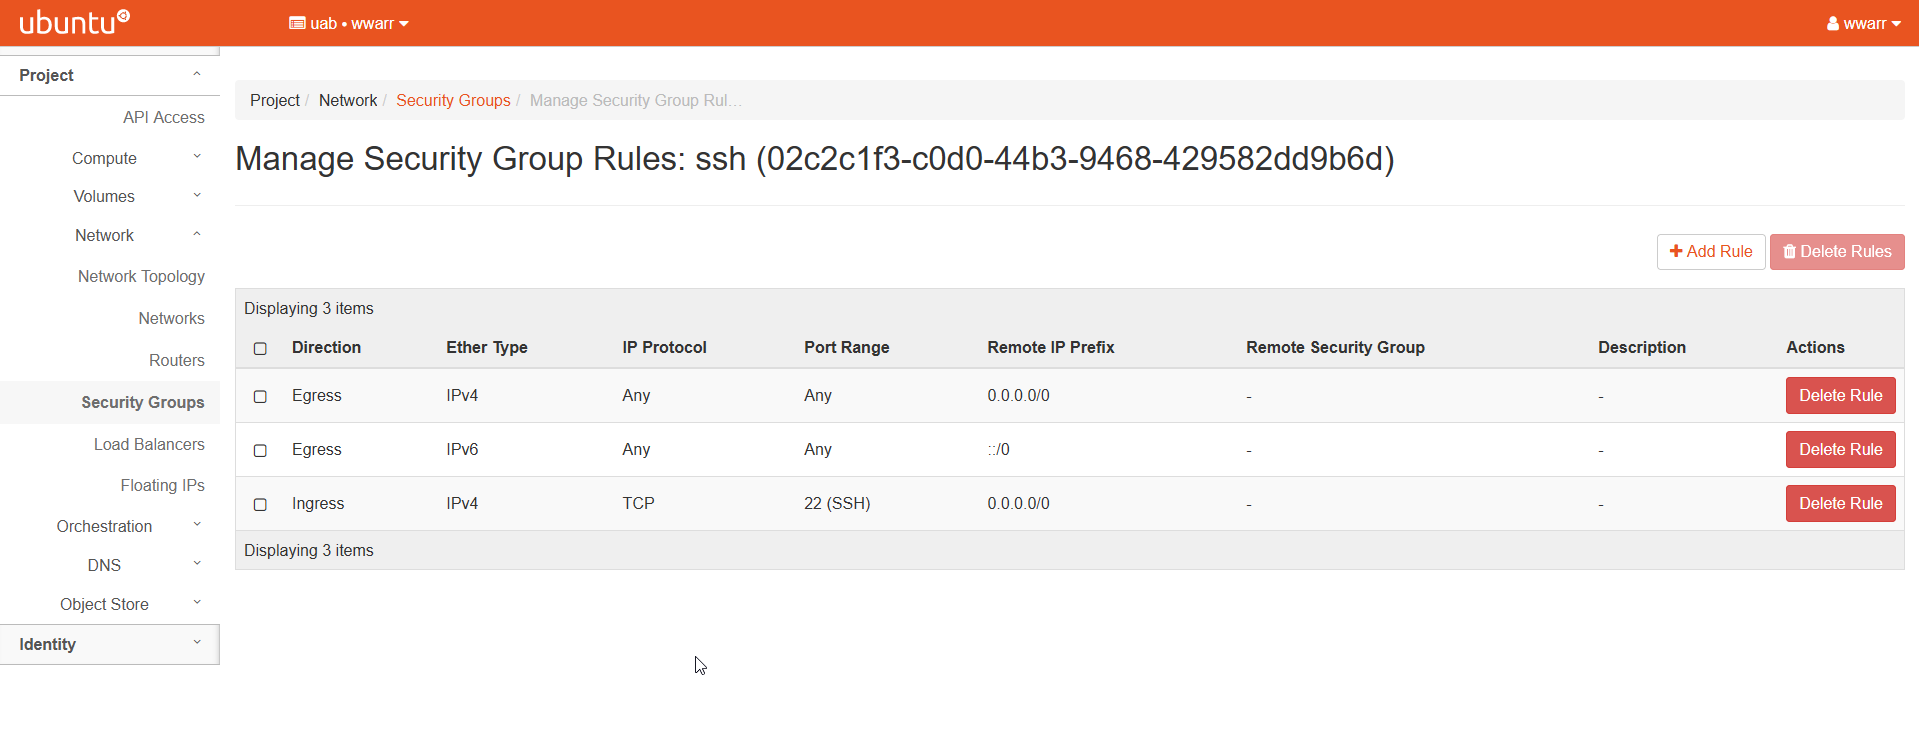 ubuntu
uab • wwarr
wwarr
Project
API Access
Compute
Volumes
Network
Network Topology
Networks
Routers
Security Groups
Load Balancers
Floating IPs
Orchestration
DNS
Object Store
Identity
Project / Network / Security Groups / Manage Security Group Rul...
Manage Security Group Rules: ssh (02c2c1f3-c0d0-44b3-9468-429582dd9b6d)
Add Rule Delete Rules
Displaying 3 items
Direction Ether Type IP Protocol Port Range Remote IP Prefix Remote Security Group Description Actions
Egress IPv4 Any Any 0.0.0.0/0 - - Delete Rule
Egress IPv6 Any Any ::/0 - - Delete Rule
Ingress IPv4 TCP 22 (SSH) 0.0.0.0/0 - - Delete Rule
Displaying 3 items